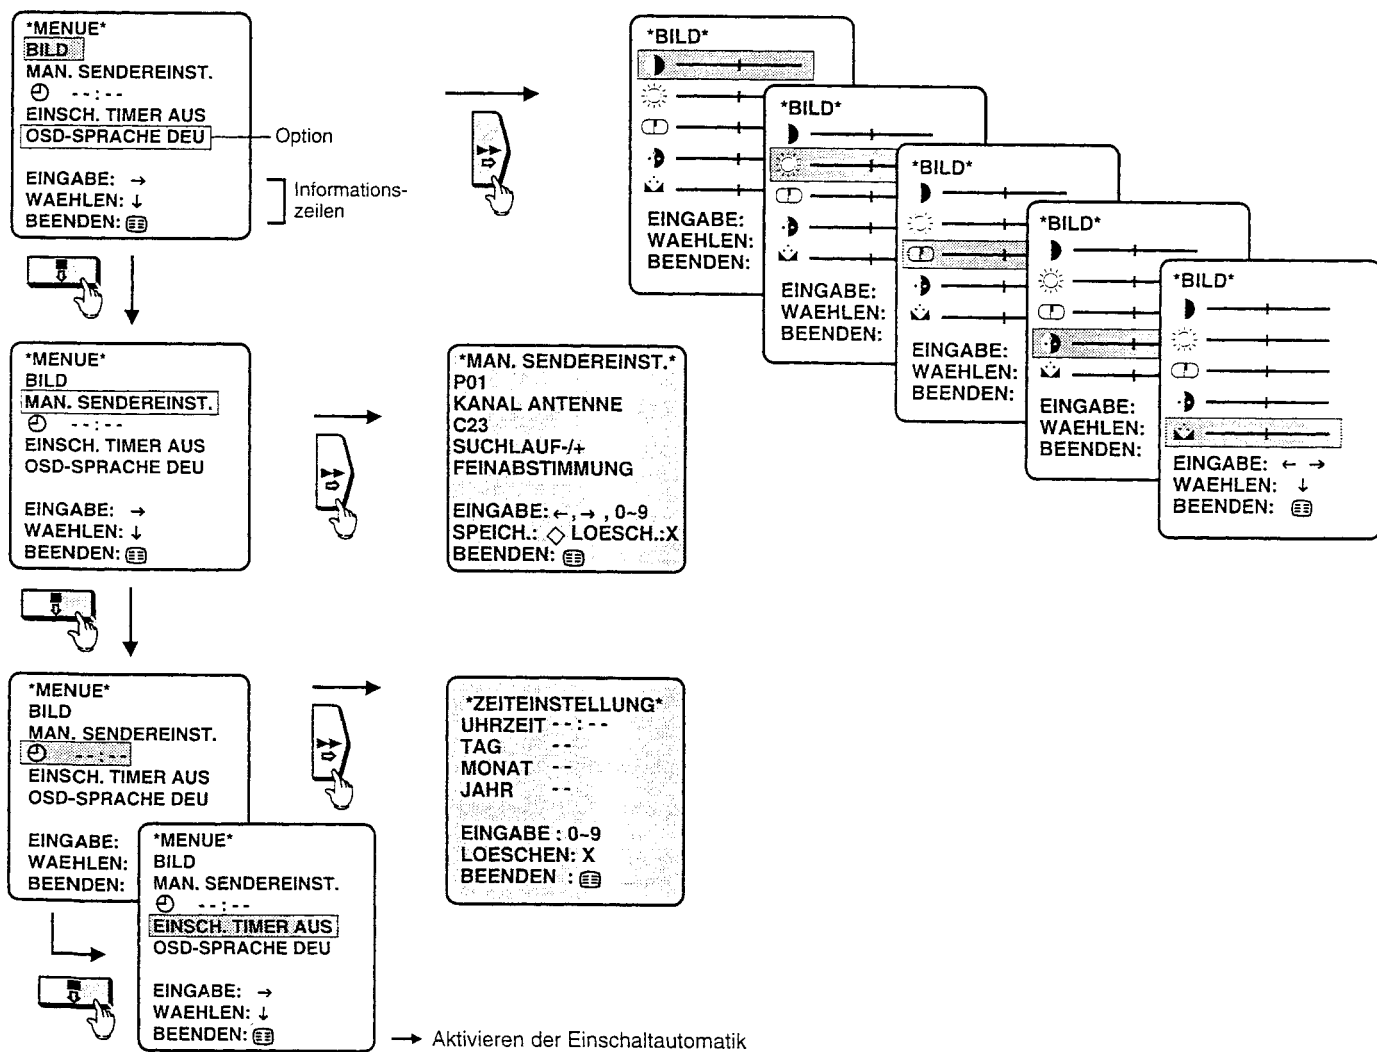 *MENUE*
BILD
MAN. SENDEREINST.
--:--
EINSCH. TIMER AUS
OSD-SPRACHE DEU
Option
EINGABE: →
WAEHLEN: ↓
BEENDEN:
Informations-
zeilen
*BILD*
EINGABE:
WAEHLEN:
BEENDEN:
*BILD*
EINGABE:
WAEHLEN:
BEENDEN:
*BILD*
EINGABE:
WAEHLEN:
BEENDEN:
*BILD*
EINGABE:
WAEHLEN:
BEENDEN:
*BILD*
EINGABE: ← →
WAEHLEN: ↓
BEENDEN:
*MENUE*
BILD
MAN. SENDEREINST.
--:--
EINSCH. TIMER AUS
OSD-SPRACHE DEU
EINGABE: →
WAEHLEN: ↓
BEENDEN:
*MAN. SENDEREINST.*
P01
KANAL ANTENNE
C23
SUCHLAUF-/+
FEINABSTIMMUNG
EINGABE: ←, → , 0~9
SPEICH.: ◇ LOESCH.:X
BEENDEN:
*MENUE*
BILD
MAN. SENDEREINST.
--:--
EINSCH. TIMER AUS
OSD-SPRACHE DEU
EINGABE:
WAEHLEN:
BEENDEN:
*ZEITEINSTELLUNG*
UHRZEIT --:--
TAG --
MONAT --
JAHR --
EINGABE : 0~9
LOESCHEN: X
BEENDEN :
*MENUE*
BILD
MAN. SENDEREINST.
--:--
EINSCH. TIMER AUS
OSD-SPRACHE DEU
EINGABE: →
WAEHLEN: ↓
BEENDEN:
→ Aktivieren der Einschaltautomatik